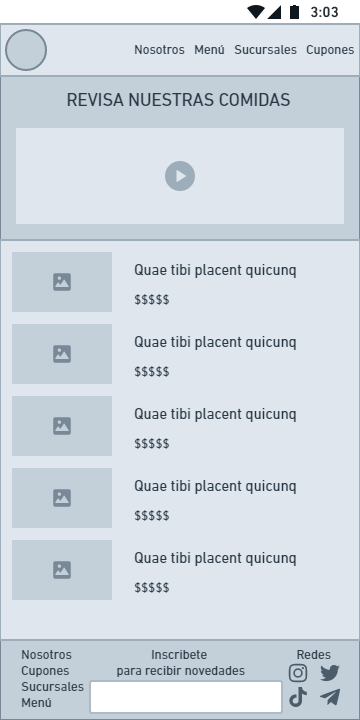 3:03
Nosotros Menú Sucursales Cupones
REVISA NUESTRAS COMIDAS
Quae tibi placent quicunq
$$$$$
Quae tibi placent quicunq
$$$$$
Quae tibi placent quicunq
$$$$$
Quae tibi placent quicunq
$$$$$
Quae tibi placent quicunq
$$$$$
Nosotros
Cupones
Sucursales
Menú
Inscribete
para recibir novedades
Redes